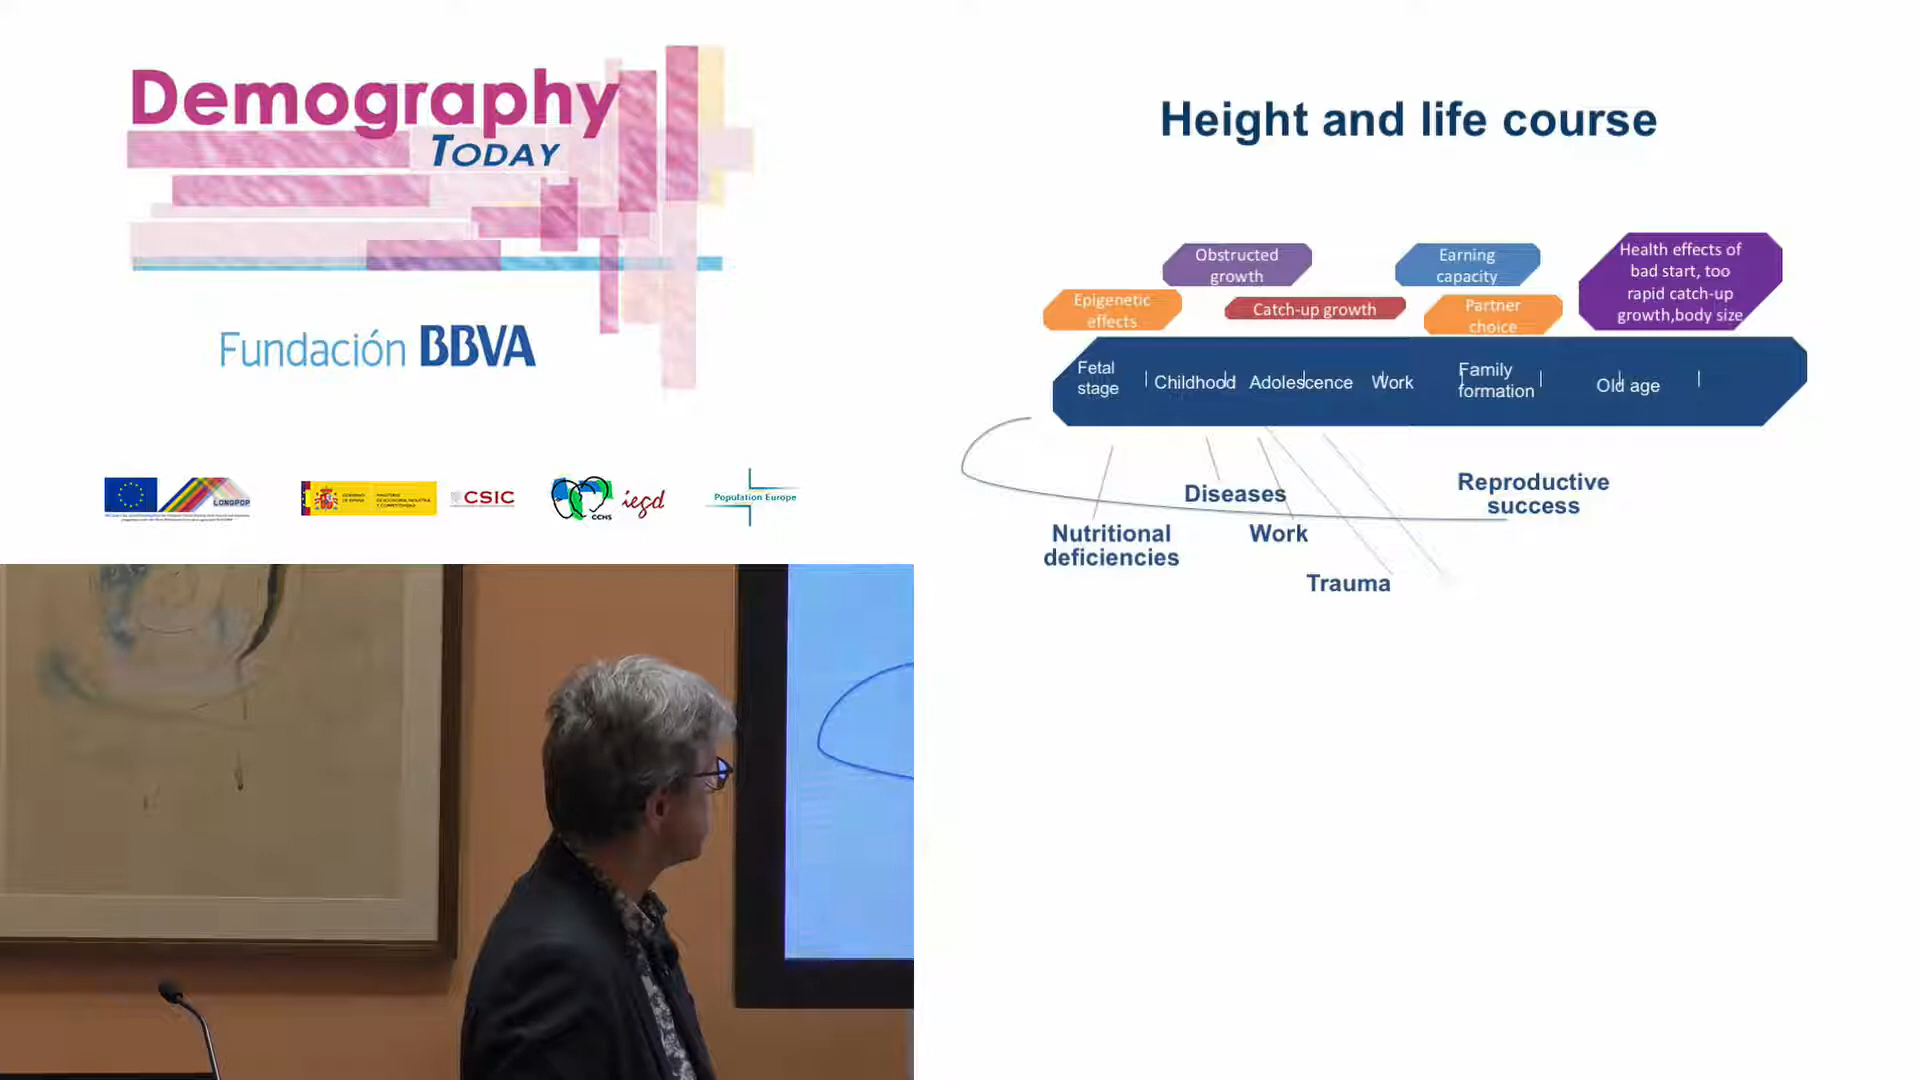 Demography
TODAY
Fundación BBVA
LONGPOP
CSIC
CCHS
iegd
Population Europe
Height and life course
Obstructed
growth
Earning
capacity
Health effects of
bad start, too
rapid catch-up
growth,body size
Epigenetic
effects
Catch-up growth
Partner
choice
Fetal
stage
Childhood
Adolescence
Work
Family
formation
Old age
Diseases
Reproductive
success
Nutritional
deficiencies
Work
Trauma